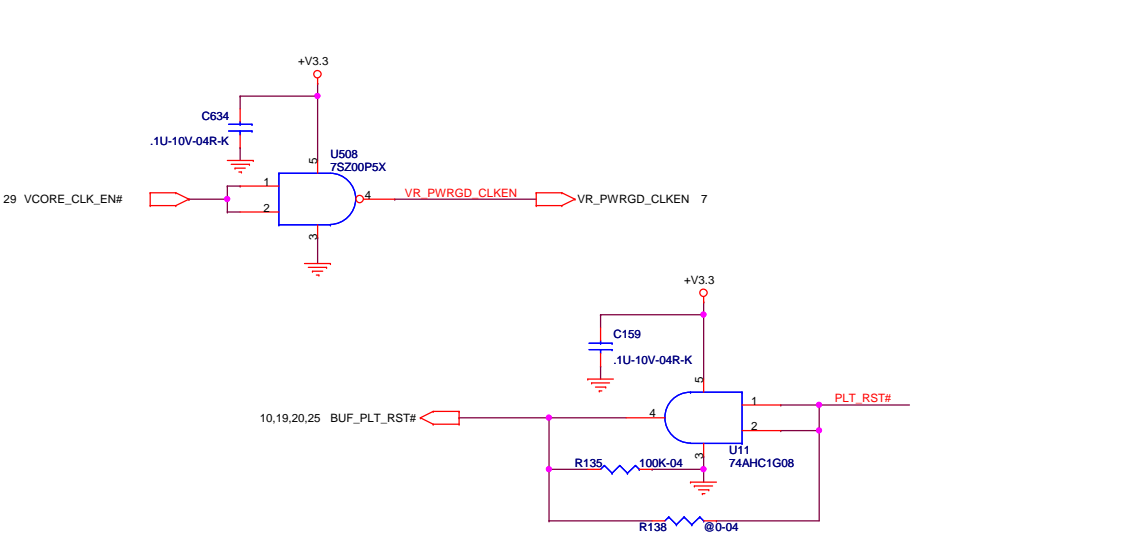 +V3.3
C634
.1U-10V-04R-K
U508
7SZ00P5X
5
1
2
4
3
29 VCORE_CLK_EN#
VR_PWRGD_CLKEN
VR_PWRGD_CLKEN 7
+V3.3
C159
.1U-10V-04R-K
5
1
2
4
3
PLT_RST#
10,19,20,25 BUF_PLT_RST#
U11
74AHC1G08
R135 100K-04
R138 @0-04